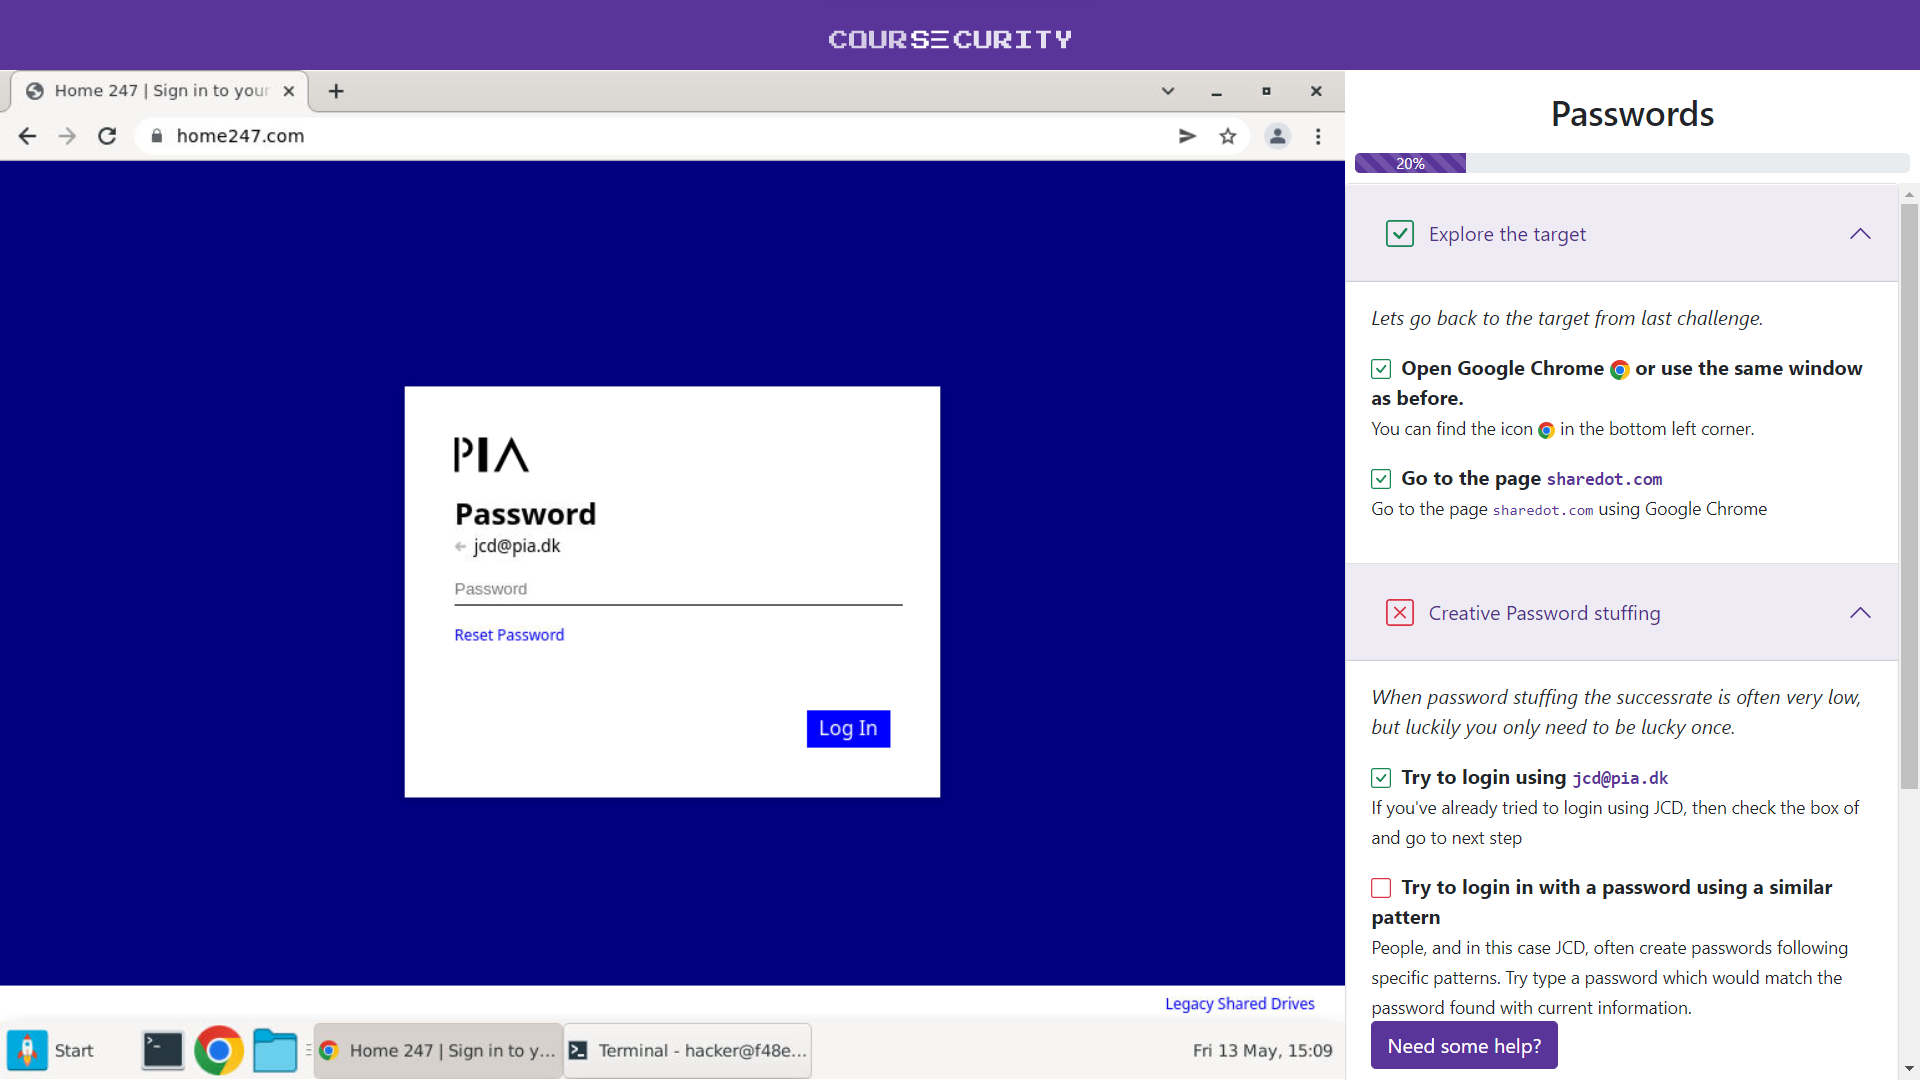 COURSECURITY
Home 247 | Sign in to your
home247.com
PIA
Password
jcd@pia.dk
Password
Reset Password
Log In
Legacy Shared Drives
Start
Home 247 | Sign in to y...
Terminal - hacker@f48e...
Fri 13 May, 15:09
Passwords
20%
Explore the target
Lets go back to the target from last challenge.
Open Google Chrome or use the same window
as before.
You can find the icon in the bottom left corner.
Go to the page sharedot.com
Go to the page sharedot.com using Google Chrome
Creative Password stuffing
When password stuffing the successrate is often very low,
but luckily you only need to be lucky once.
Try to login using jcd@pia.dk
If you've already tried to login using JCD, then check the box of
and go to next step
Try to login in with a password using a similar
pattern
People, and in this case JCD, often create passwords following
specific patterns. Try type a password which would match the
password found with current information.
Need some help?